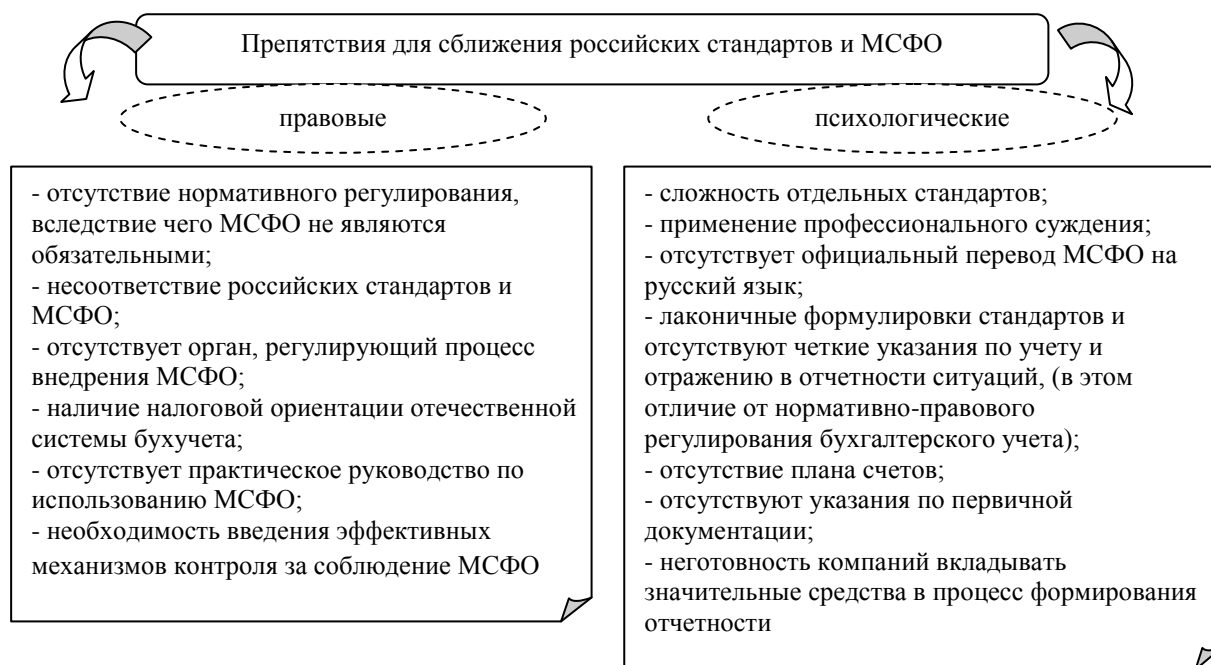 Препятствия для сближения российских стандартов и МСФО
правовые
психологические
- отсутствие нормативного регулирования,
вследствие чего МСФО не являются
обязательными;
- несоответствие российских стандартов и
МСФО;
- отсутствует орган, регулирующий процесс
внедрения МСФО;
- наличие налоговой ориентации отечественной
системы бухучета;
- отсутствует практическое руководство по
использованию МСФО;
- необходимость введения эффективных
механизмов контроля за соблюдение МСФО
- сложность отдельных стандартов;
- применение профессионального суждения;
- отсутствует официальный перевод МСФО на
русский язык;
- лаконичные формулировки стандартов и
отсутствуют четкие указания по учету и
отражению в отчетности ситуаций, (в этом
отличие от нормативно-правового
регулирования бухгалтерского учета);
- отсутствие плана счетов;
- отсутствуют указания по первичной
документации;
- неготовность компаний вкладывать
значительные средства в процесс формирования
отчетности